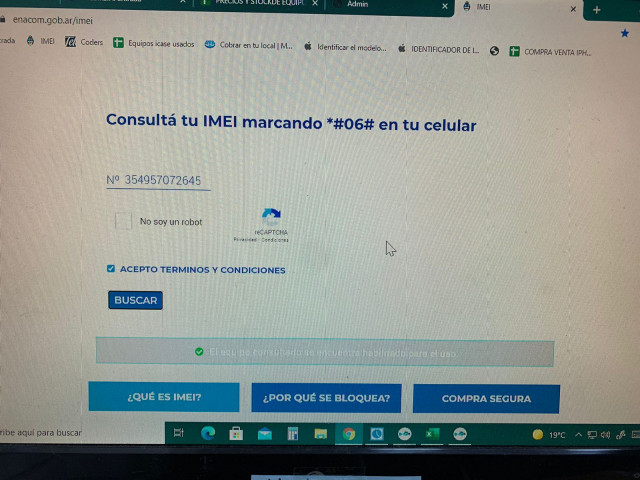 PRECIOS Y STOCK DE EQUIP
Admin
IMEI
enacom.gob.ar/imei
IMEI
Coders
Equipos icase usados
Cobrar en tu local | M...
Identificar el modelo...
IDENTIFICADOR DE I...
COMPRA VENTA IPH...
Consultá tu IMEI marcando *#06# en tu celular
Nº 354957072645
No soy un robot
reCAPTCHA
Privacidad - Condiciones
ACEPTO TERMINOS Y CONDICIONES
BUSCAR
El equipo consultado se encuentra habilitado para el uso.
¿QUÉ ES IMEI?
¿POR QUÉ SE BLOQUEA?
COMPRA SEGURA
ribe aquí para buscar
19°C